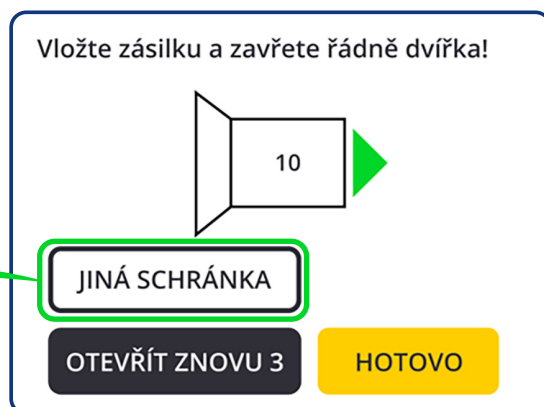 Vložte zásilku a zavřete řádně dvířka!
10
JINÁ SCHRÁNKA
OTEVŘÍT ZNOVU 3
HOTOVO